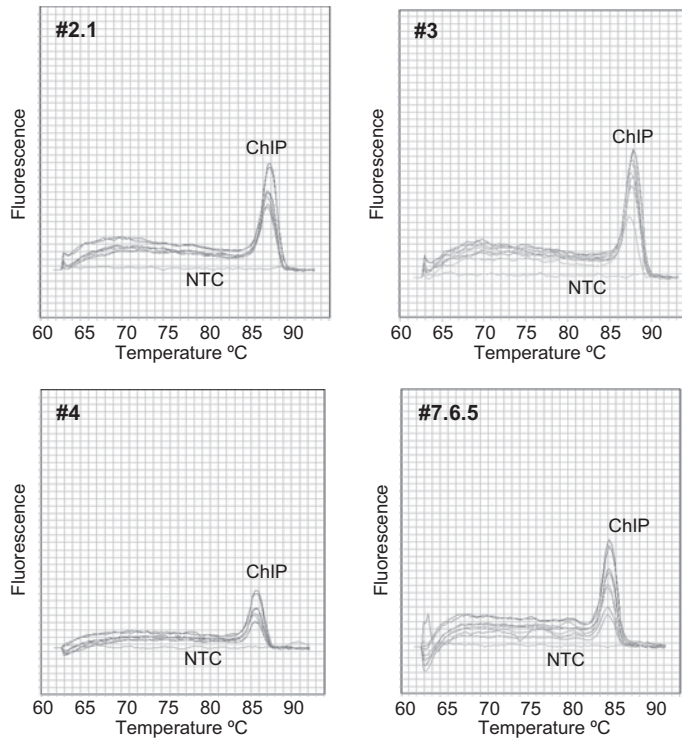 #2.1
Fluorescence
ChIP
NTC
60 65 70 75 80 85 90
Temperature ºC
#3
Fluorescence
ChIP
NTC
60 65 70 75 80 85 90
Temperature ºC
#4
Fluorescence
ChIP
NTC
60 65 70 75 80 85 90
Temperature ºC
#7.6.5
Fluorescence
ChIP
NTC
60 65 70 75 80 85 90
Temperature ºC